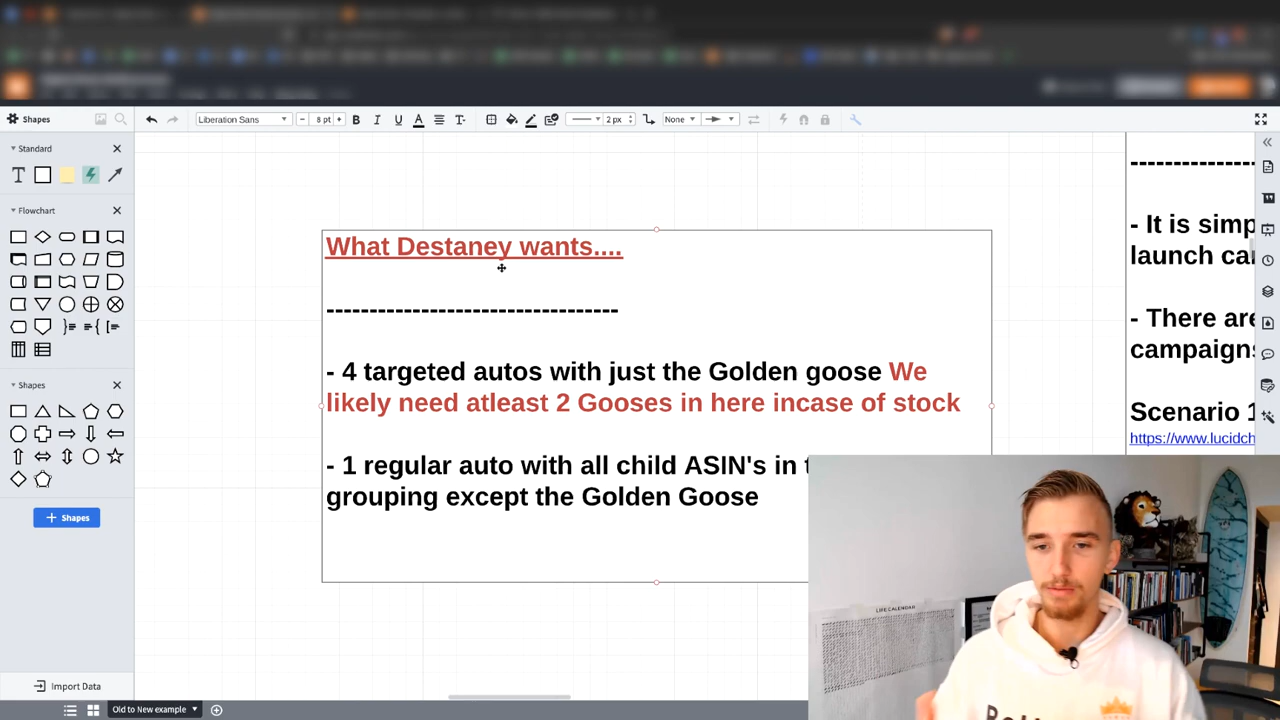 Shapes
Liberation Sans
8 pt
B
I
U
A
T
2 px
None
Standard
T
Flowchart
Shapes
Shapes
Import Data
Old to New example
What Destaney wants....
---------------------------------
- 4 targeted autos with just the Golden goose We
likely need atleast 2 Gooses in here incase of stock
- 1 regular auto with all child ASIN's in
grouping except the Golden Goose
- It is simp
launch ca
- There are
campaigns
Scenario 1
https://www.lucidch
LIFE CALENDAR